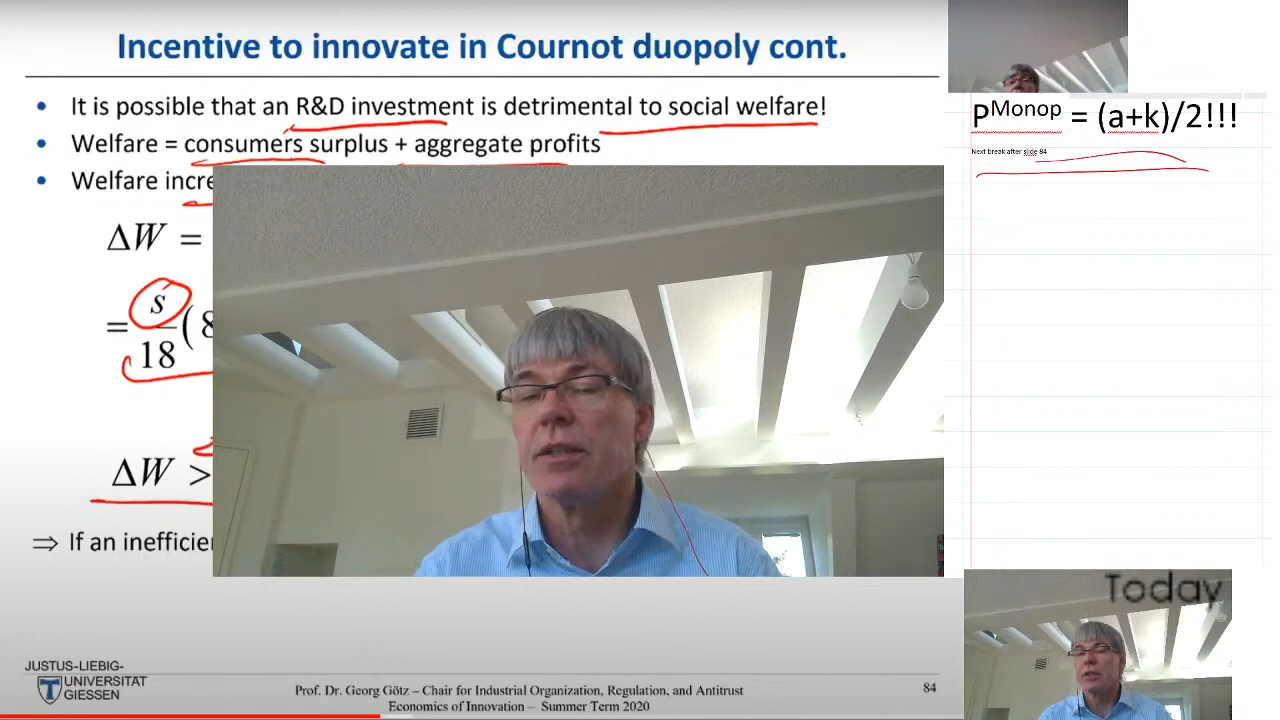 Incentive to innovate in Cournot duopoly cont.
• It is possible that an R&D investment is detrimental to social welfare!
• Welfare = consumers surplus + aggregate profits
• Welfare incre
ΔW =
= s/18 (8
ΔW >
⇒ If an inefficien
JUSTUS-LIEBIG-
UNIVERSITAT
GIESSEN
Prof. Dr. Georg Götz – Chair for Industrial Organization, Regulation, and Antitrust
Economics of Innovation – Summer Term 2020
84
PMonop = (a+k)/2!!!
Next break after slide 84
Today